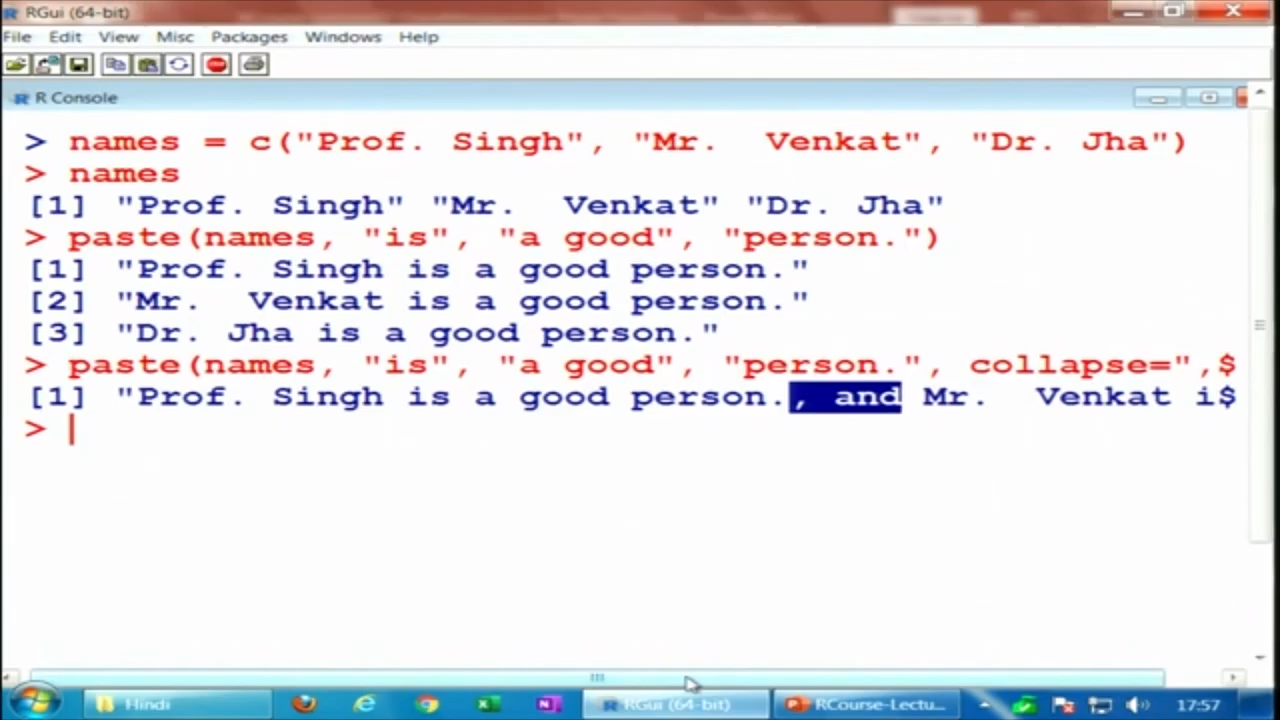 RGui (64-bit)
File Edit View Misc Packages Windows Help
R Console
> names = c("Prof. Singh", "Mr.  Venkat", "Dr. Jha")
> names
[1] "Prof. Singh" "Mr.  Venkat" "Dr. Jha"
> paste(names, "is", "a good", "person.")
[1] "Prof. Singh is a good person."
[2] "Mr.  Venkat is a good person."
[3] "Dr. Jha is a good person."
> paste(names, "is", "a good", "person.", collapse=",$
[1] "Prof. Singh is a good person., and Mr.  Venkat i$
>
Hindi RGui (64-bit) RCourse-Lectu... 17:57